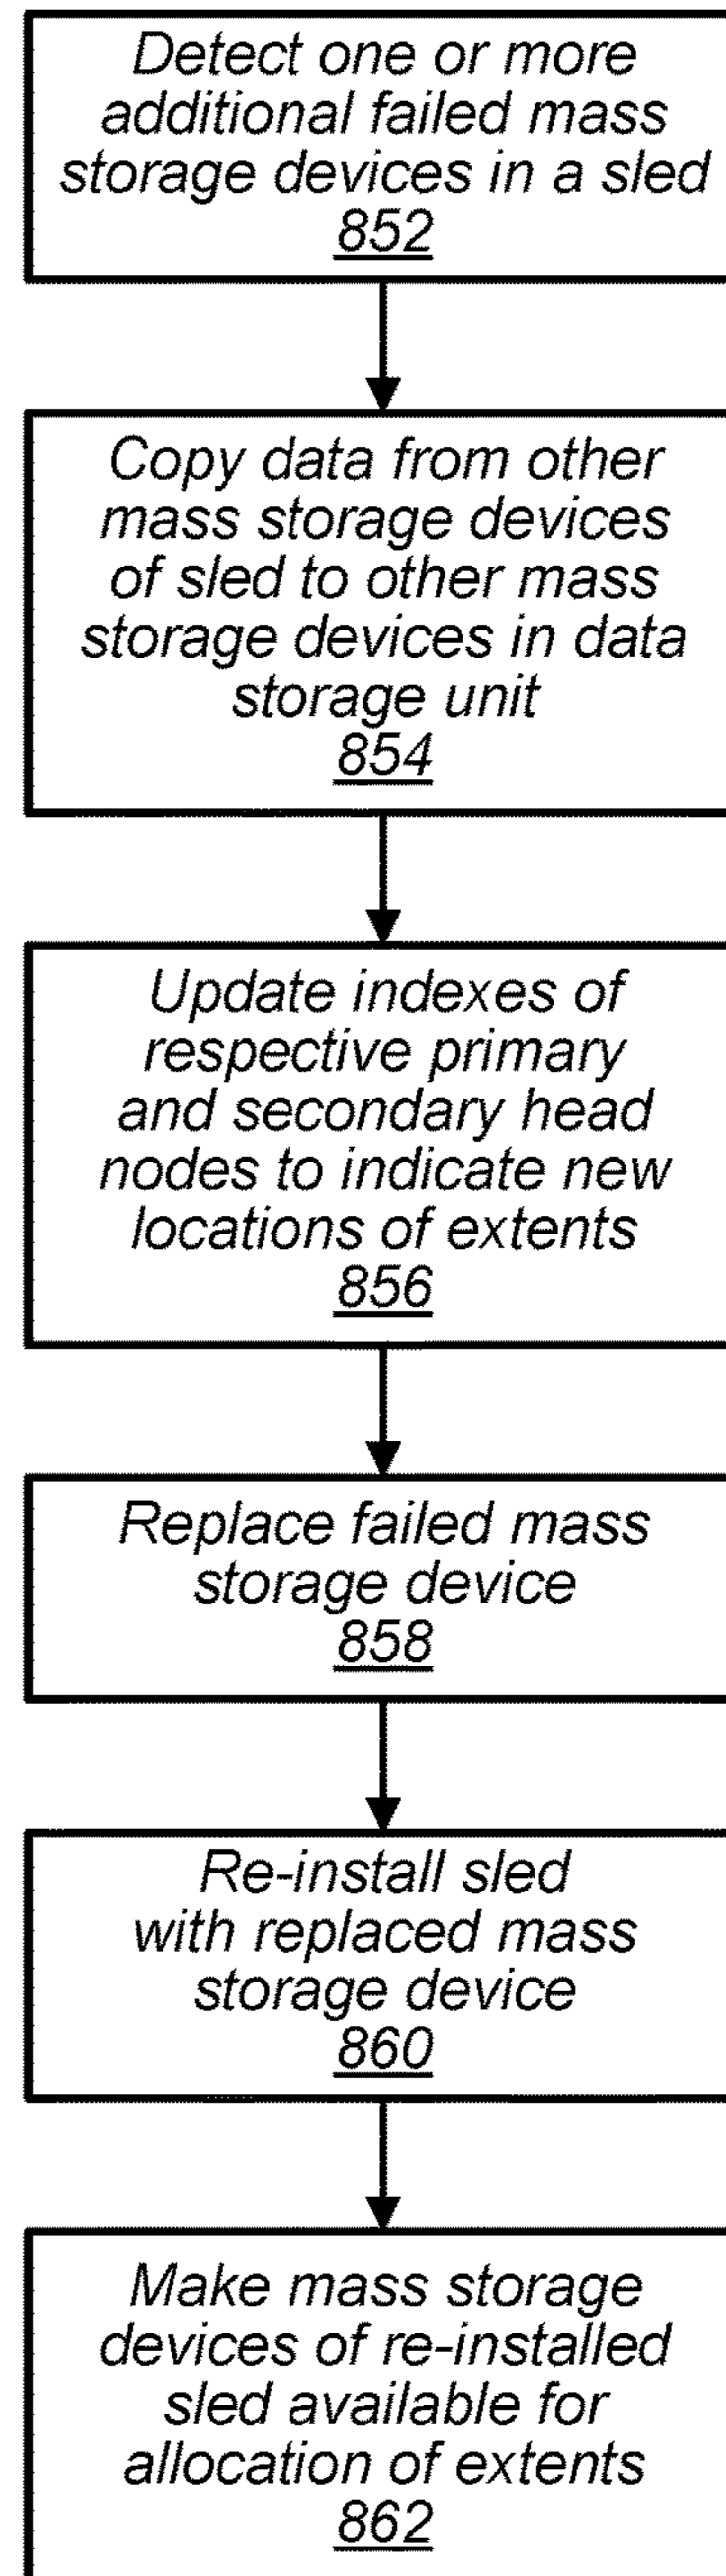 Detect one or more
additional failed mass
storage devices in a sled
852
Copy data from other
mass storage devices
of sled to other mass
storage devices in data
storage unit
854
Update indexes of
respective primary
and secondary head
nodes to indicate new
locations of extents
856
Replace failed mass
storage device
858
Re-install sled
with replaced mass
storage device
860
Make mass storage
devices of re-installed
sled available for
allocation of extents
862